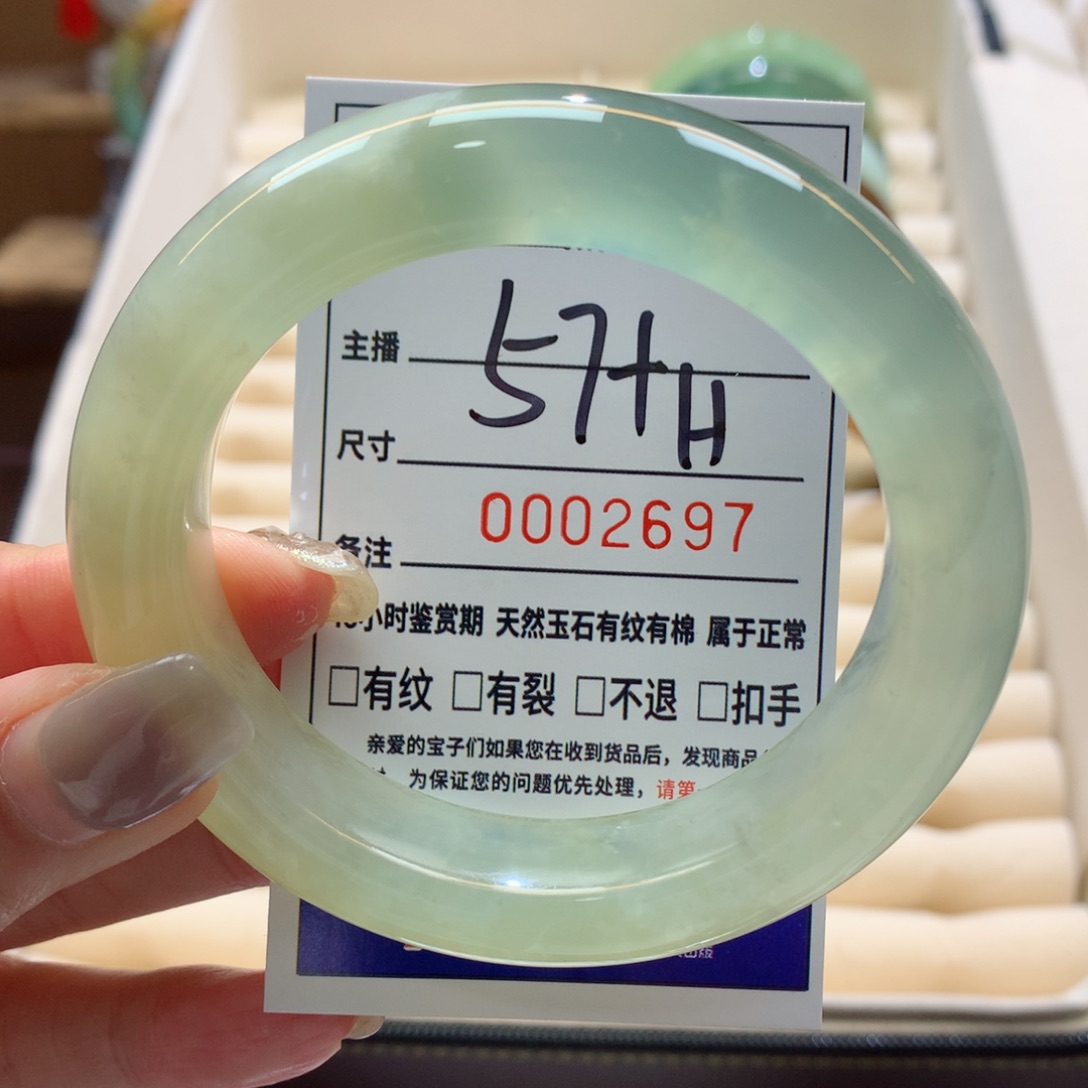 主播
57H
H
尺寸
0002697
备注
小时鉴赏期 天然玉石有纹有棉 属于正常
□有纹 □有裂 □不退 □扣手
亲爱的宝子们如果您在收到货品后，发现商品
为保证您的问题优先处理，请第